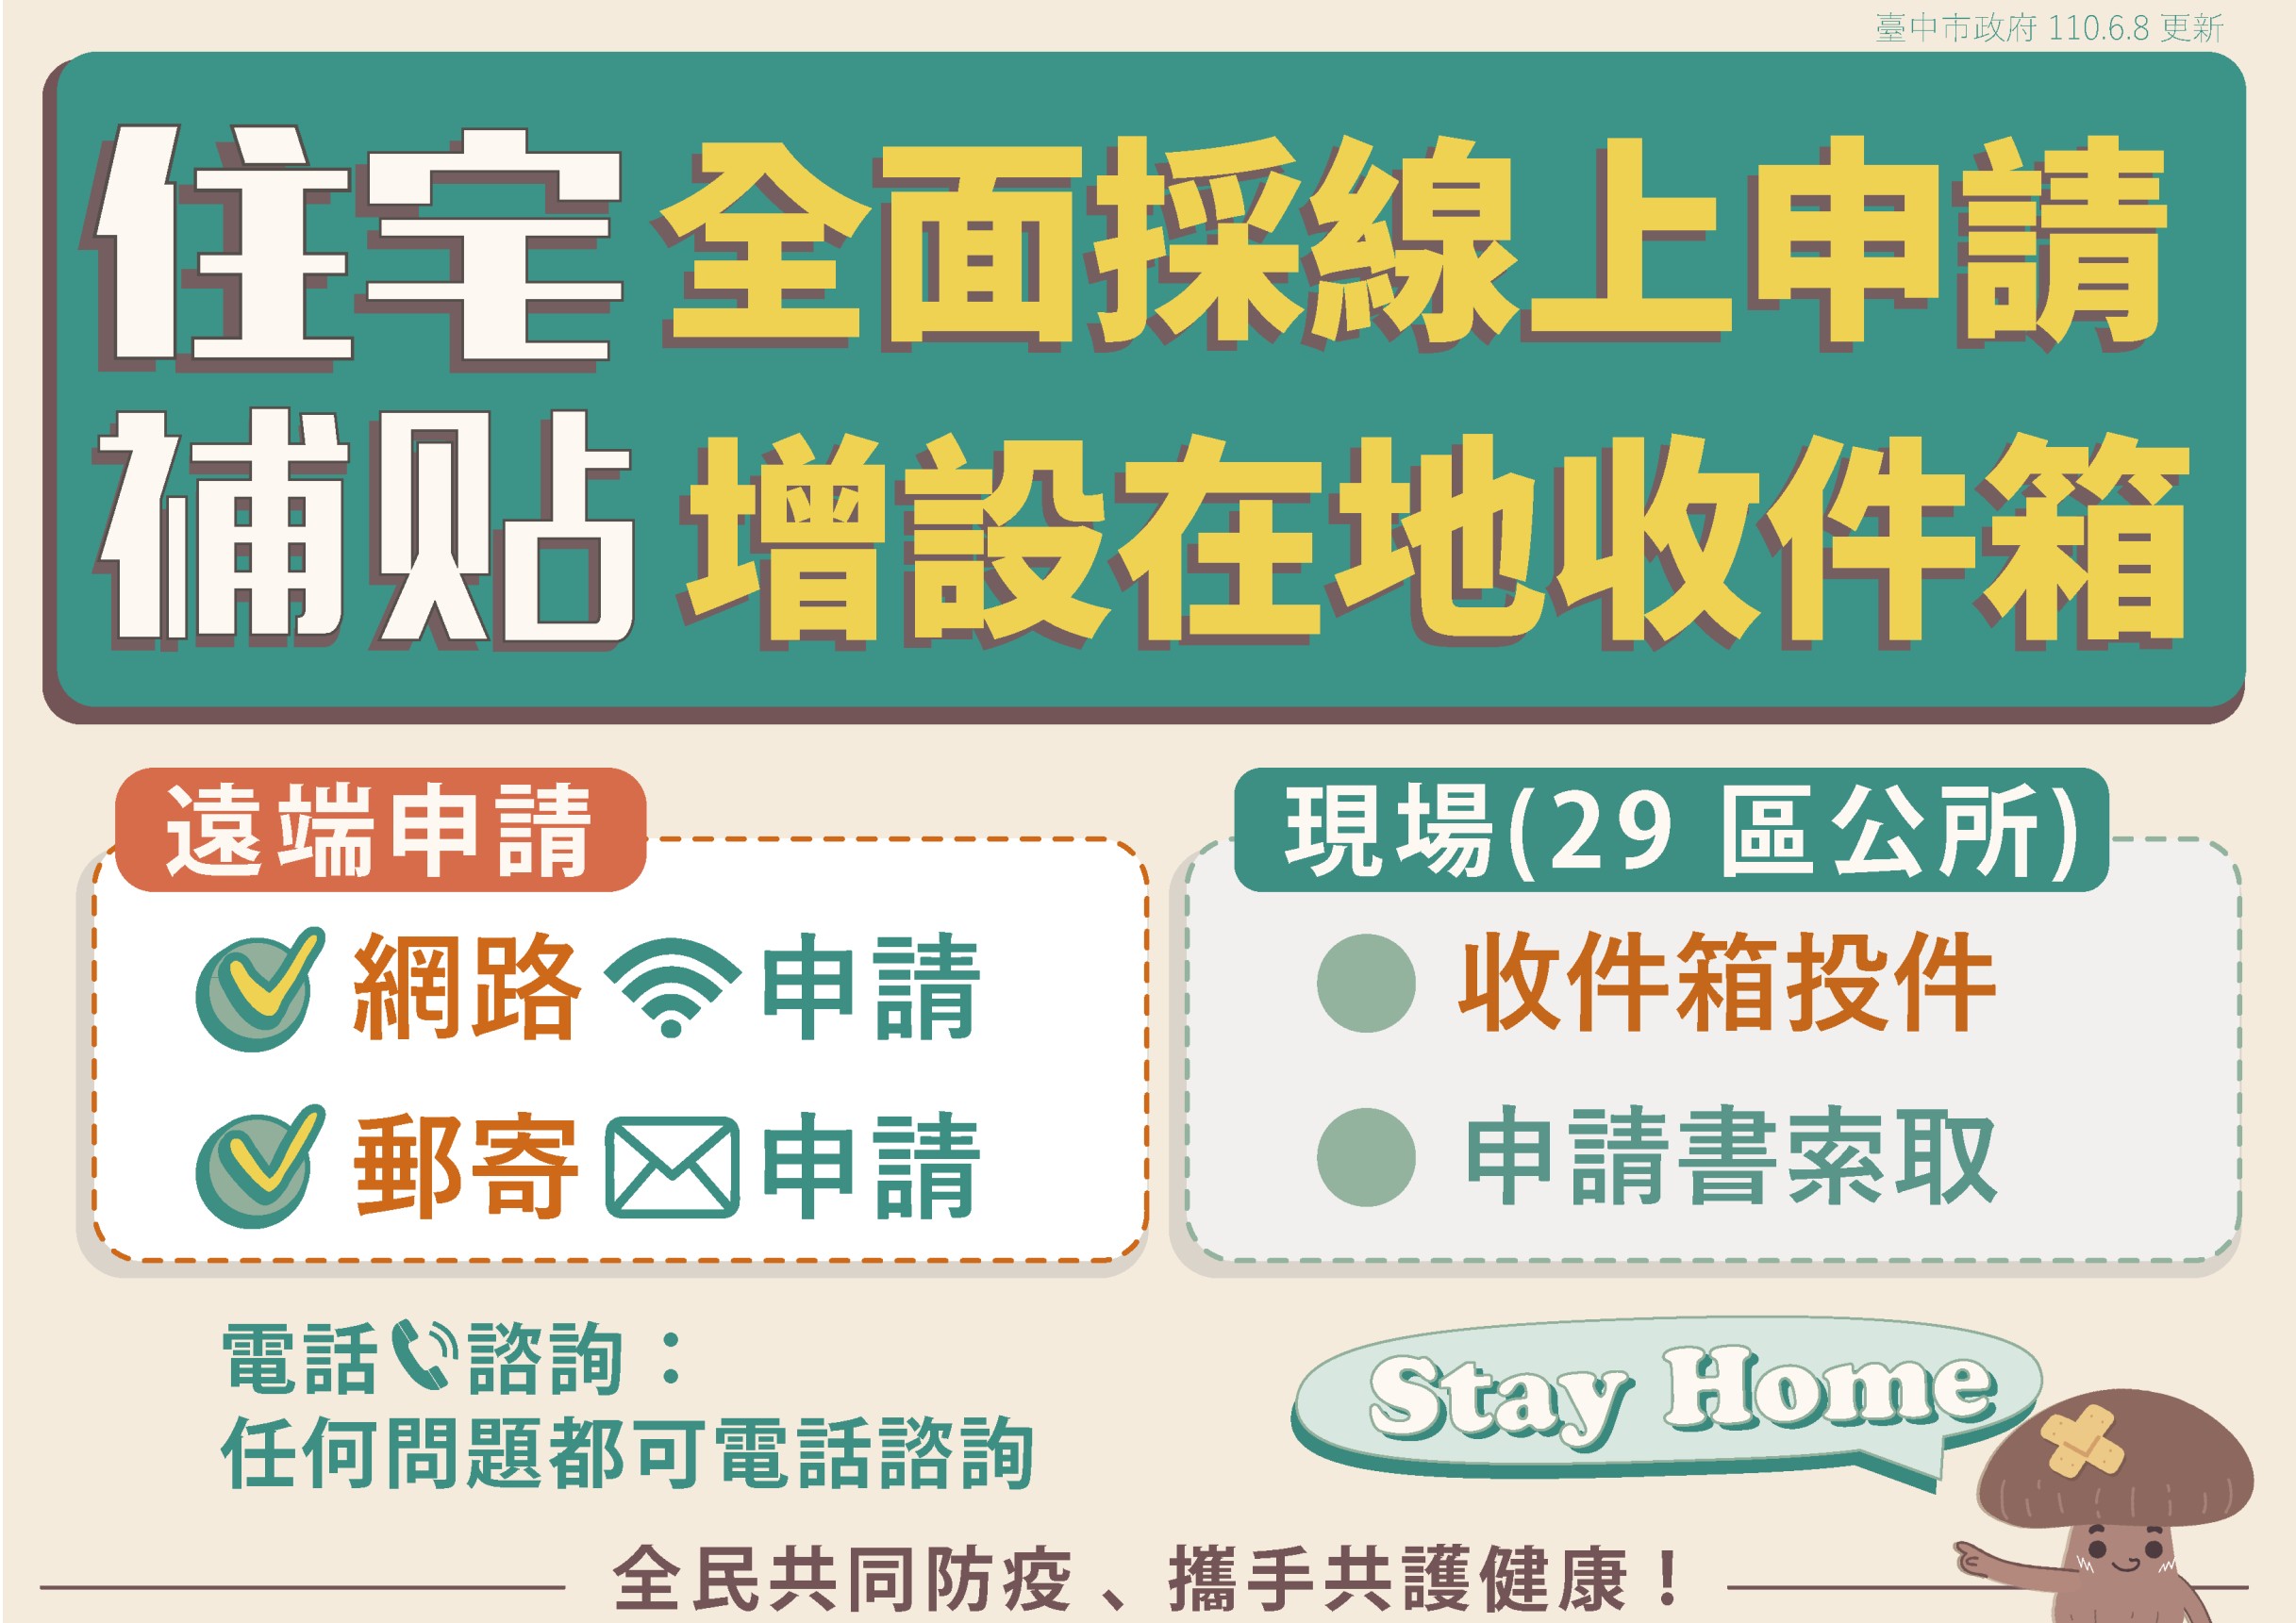 臺中市政府 110.6.8 更新
住宅補貼
全面採線上申請
增設在地收件箱
遠端申請
網路申請
郵寄申請
現場(29 區公所)
收件箱投件
申請書索取
電話諮詢：
任何問題都可電話諮詢
Stay Home
全民共同防疫、攜手共護健康！